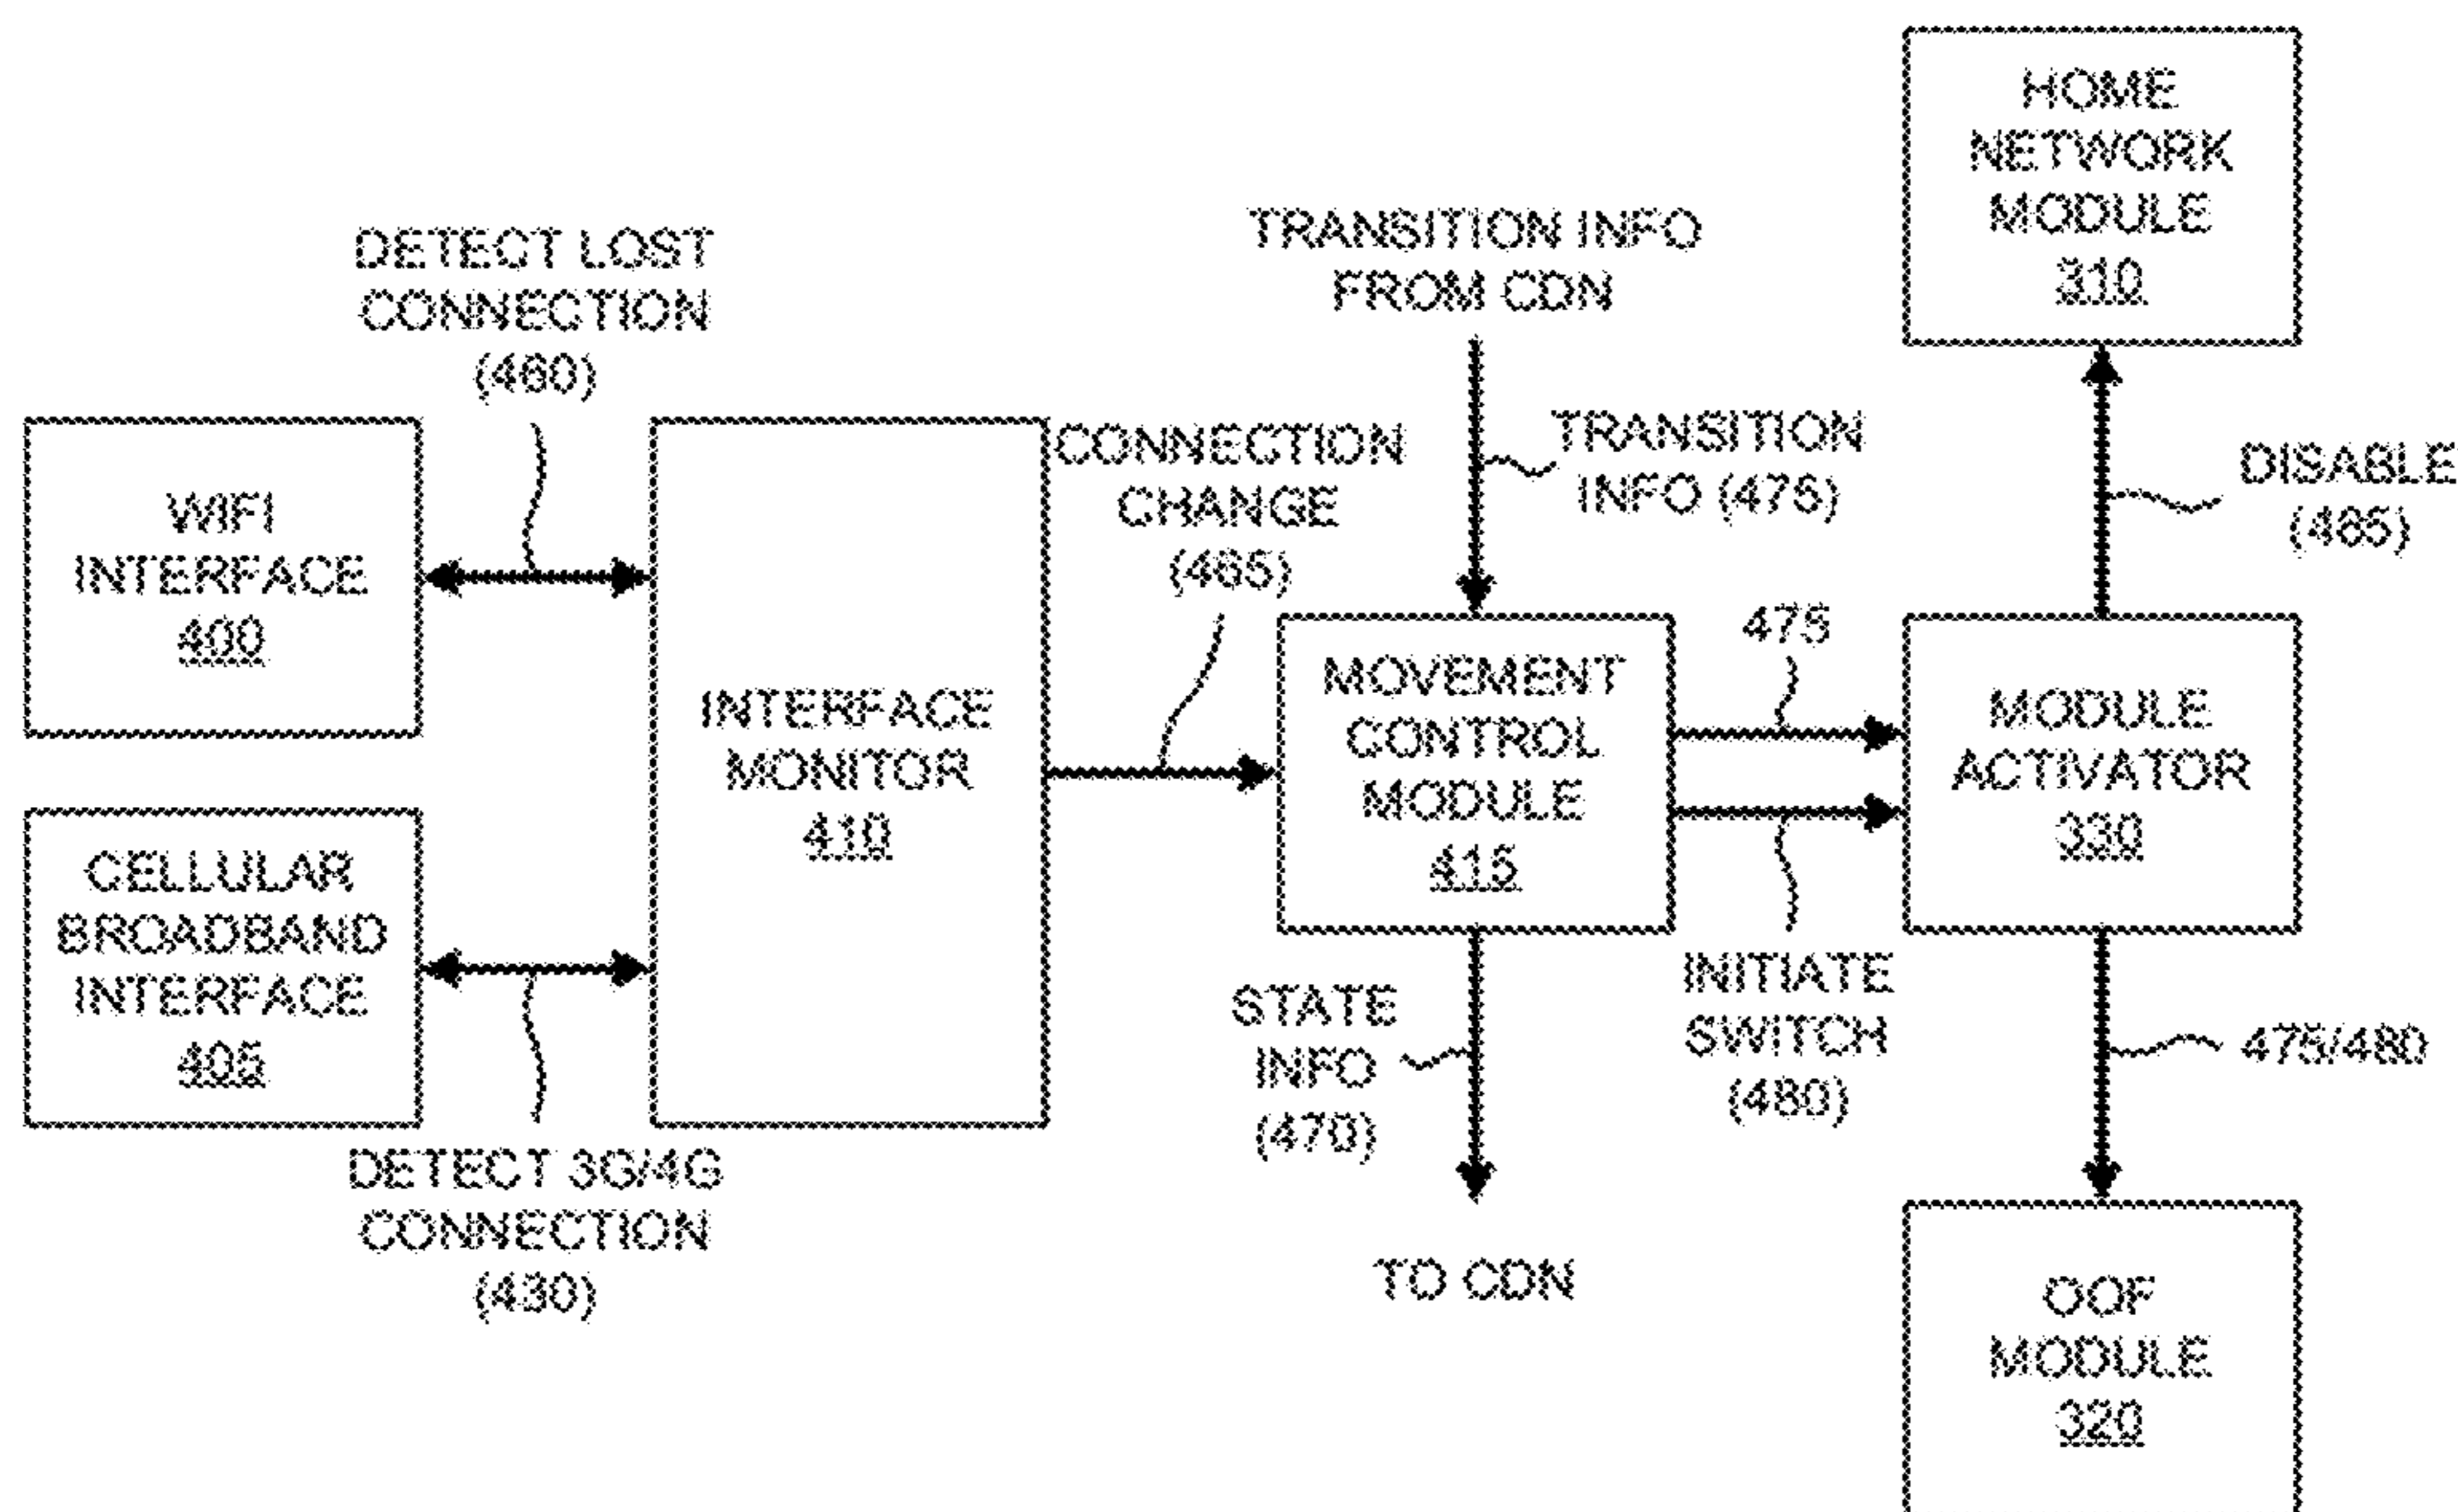 HOME
NETWORK
MODULE
310
DETECT LOST
CONNECTION
(460)
TRANSITION INFO
FROM CDN
CONNECTION
CHANGE
(465)
TRANSITION
INFO (475)
DISABLE
(485)
WIFI
INTERFACE
400
INTERFACE
MONITOR
410
MOVEMENT
CONTROL
MODULE
415
475
MODULE
ACTIVATOR
330
CELLULAR
BROADBAND
INTERFACE
405
STATE
INFO
(470)
INITIATE
SWITCH
(480)
475/480
DETECT 3G/4G
CONNECTION
(430)
TO CDN
OOF
MODULE
320